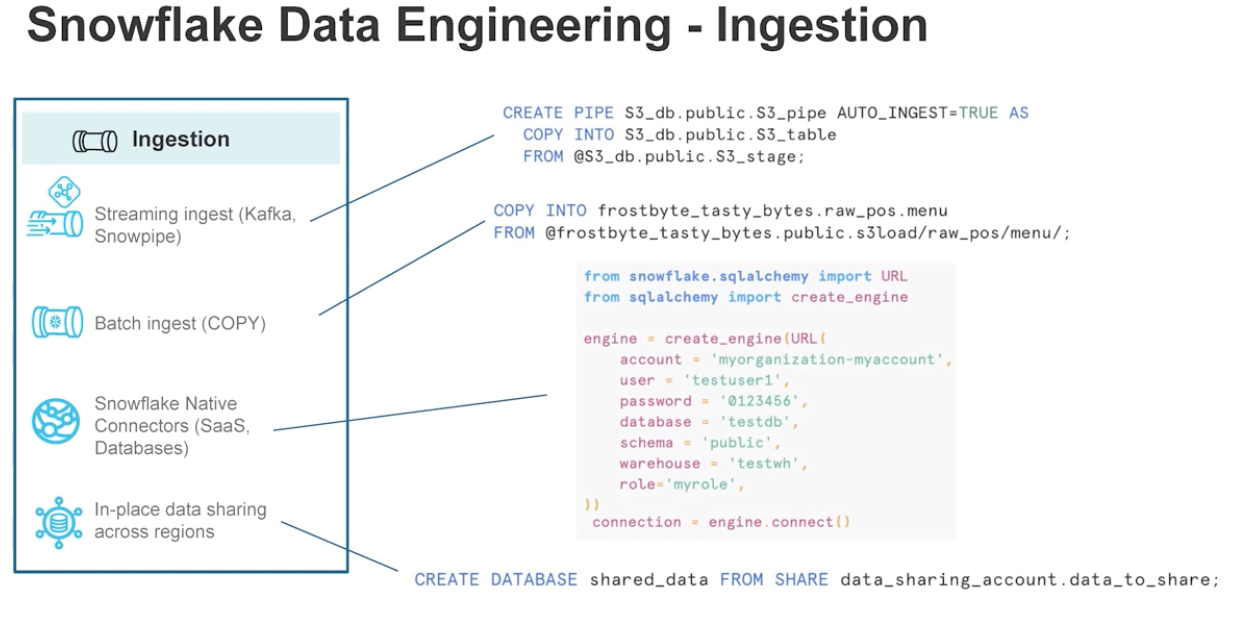 Snowflake Data Engineering - Ingestion
Ingestion
Streaming ingest (Kafka,
Snowpipe)
Batch ingest (COPY)
Snowflake Native
Connectors (SaaS,
Databases)
In-place data sharing
across regions
CREATE PIPE S3_db.public.S3_pipe AUTO_INGEST=TRUE AS
  COPY INTO S3_db.public.S3_table
  FROM @S3_db.public.S3_stage;
COPY INTO frostbyte_tasty_bytes.raw_pos.menu
FROM @frostbyte_tasty_bytes.public.s3load/raw_pos/menu/;
from snowflake.sqlalchemy import URL
from sqlalchemy import create_engine
engine = create_engine(URL(
    account = 'myorganization-myaccount',
    user = 'testuser1',
    password = '0123456',
    database = 'testdb',
    schema = 'public',
    warehouse = 'testwh',
    role='myrole',
))
 connection = engine.connect()
CREATE DATABASE shared_data FROM SHARE data_sharing_account.data_to_share;